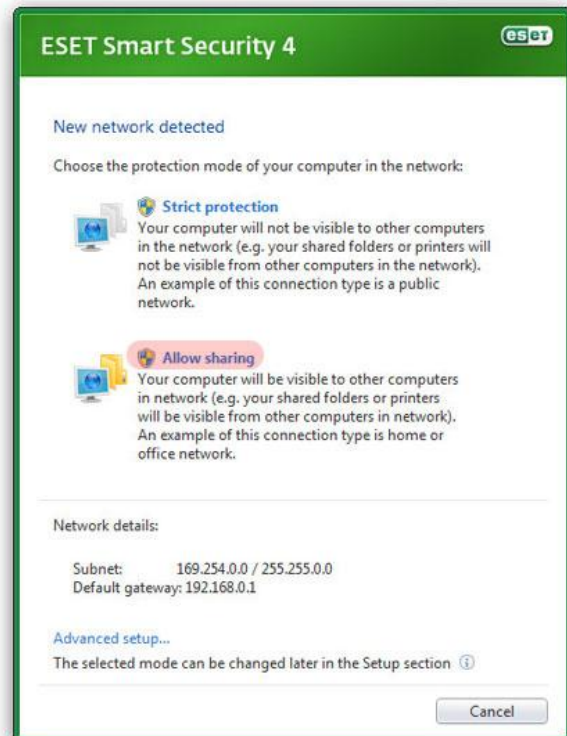 ESET Smart Security 4
eseT
New network detected
Choose the protection mode of your computer in the network:
Strict protection
Your computer will not be visible to other computers
in the network (e.g. your shared folders or printers will
not be visible from other computers in the network).
An example of this connection type is a public
network.
Allow sharing
Your computer will be visible to other computers
in network (e.g. your shared folders or printers
will be visible from other computers in network).
An example of this connection type is home or
office network.
Network details:
Subnet: 169.254.0.0 / 255.255.0.0
Default gateway: 192.168.0.1
Advanced setup...
The selected mode can be changed later in the Setup section
Cancel